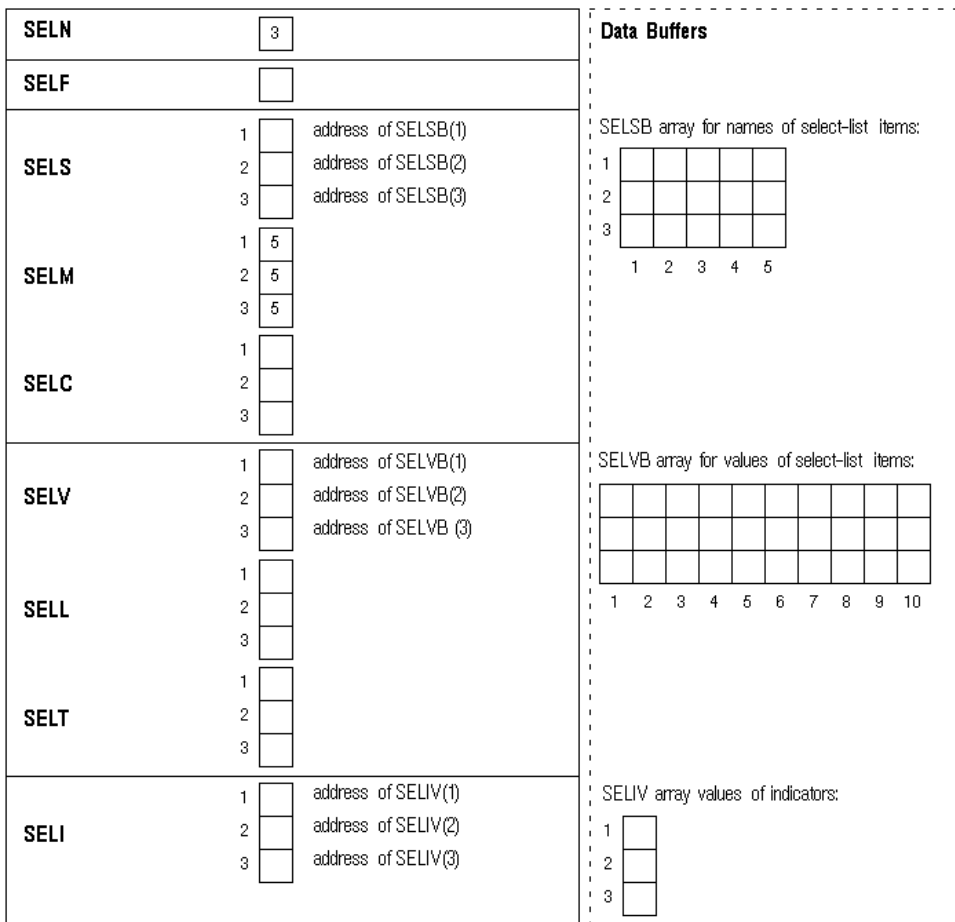 SELN 3
SELF
SELS
1 address of SELSB(1)
2 address of SELSB(2)
3 address of SELSB(3)
SELM
1 5
2 5
3 5
SELC
1
2
3
SELV
1 address of SELVB(1)
2 address of SELVB(2)
3 address of SELVB (3)
SELL
1
2
3
SELT
1
2
3
SELI
1 address of SELIV(1)
2 address of SELIV(2)
3 address of SELIV(3)
Data Buffers
SELSB array for names of select-list items:
1
2
3
1 2 3 4 5
SELVB array for values of select-list items:
1 2 3 4 5 6 7 8 9 10
SELIV array values of indicators:
1
2
3